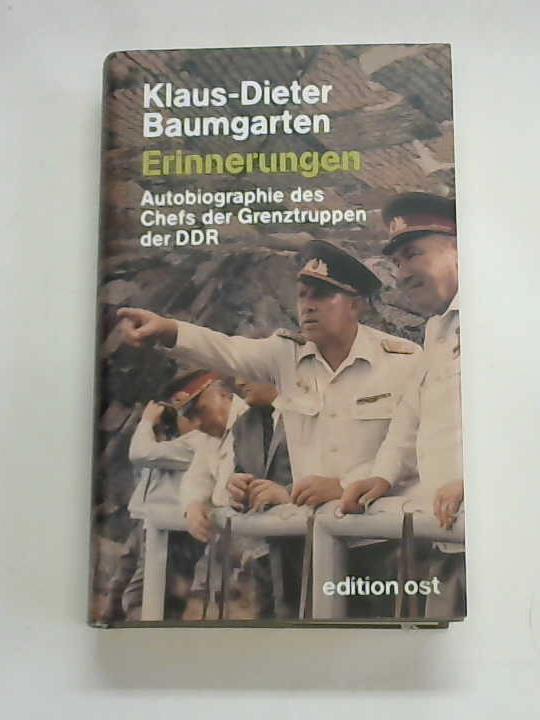 Klaus-Dieter
Baumgarten
Erinnerungen
Autobiographie des
Chefs der Grenztruppen
der DDR
edition ost